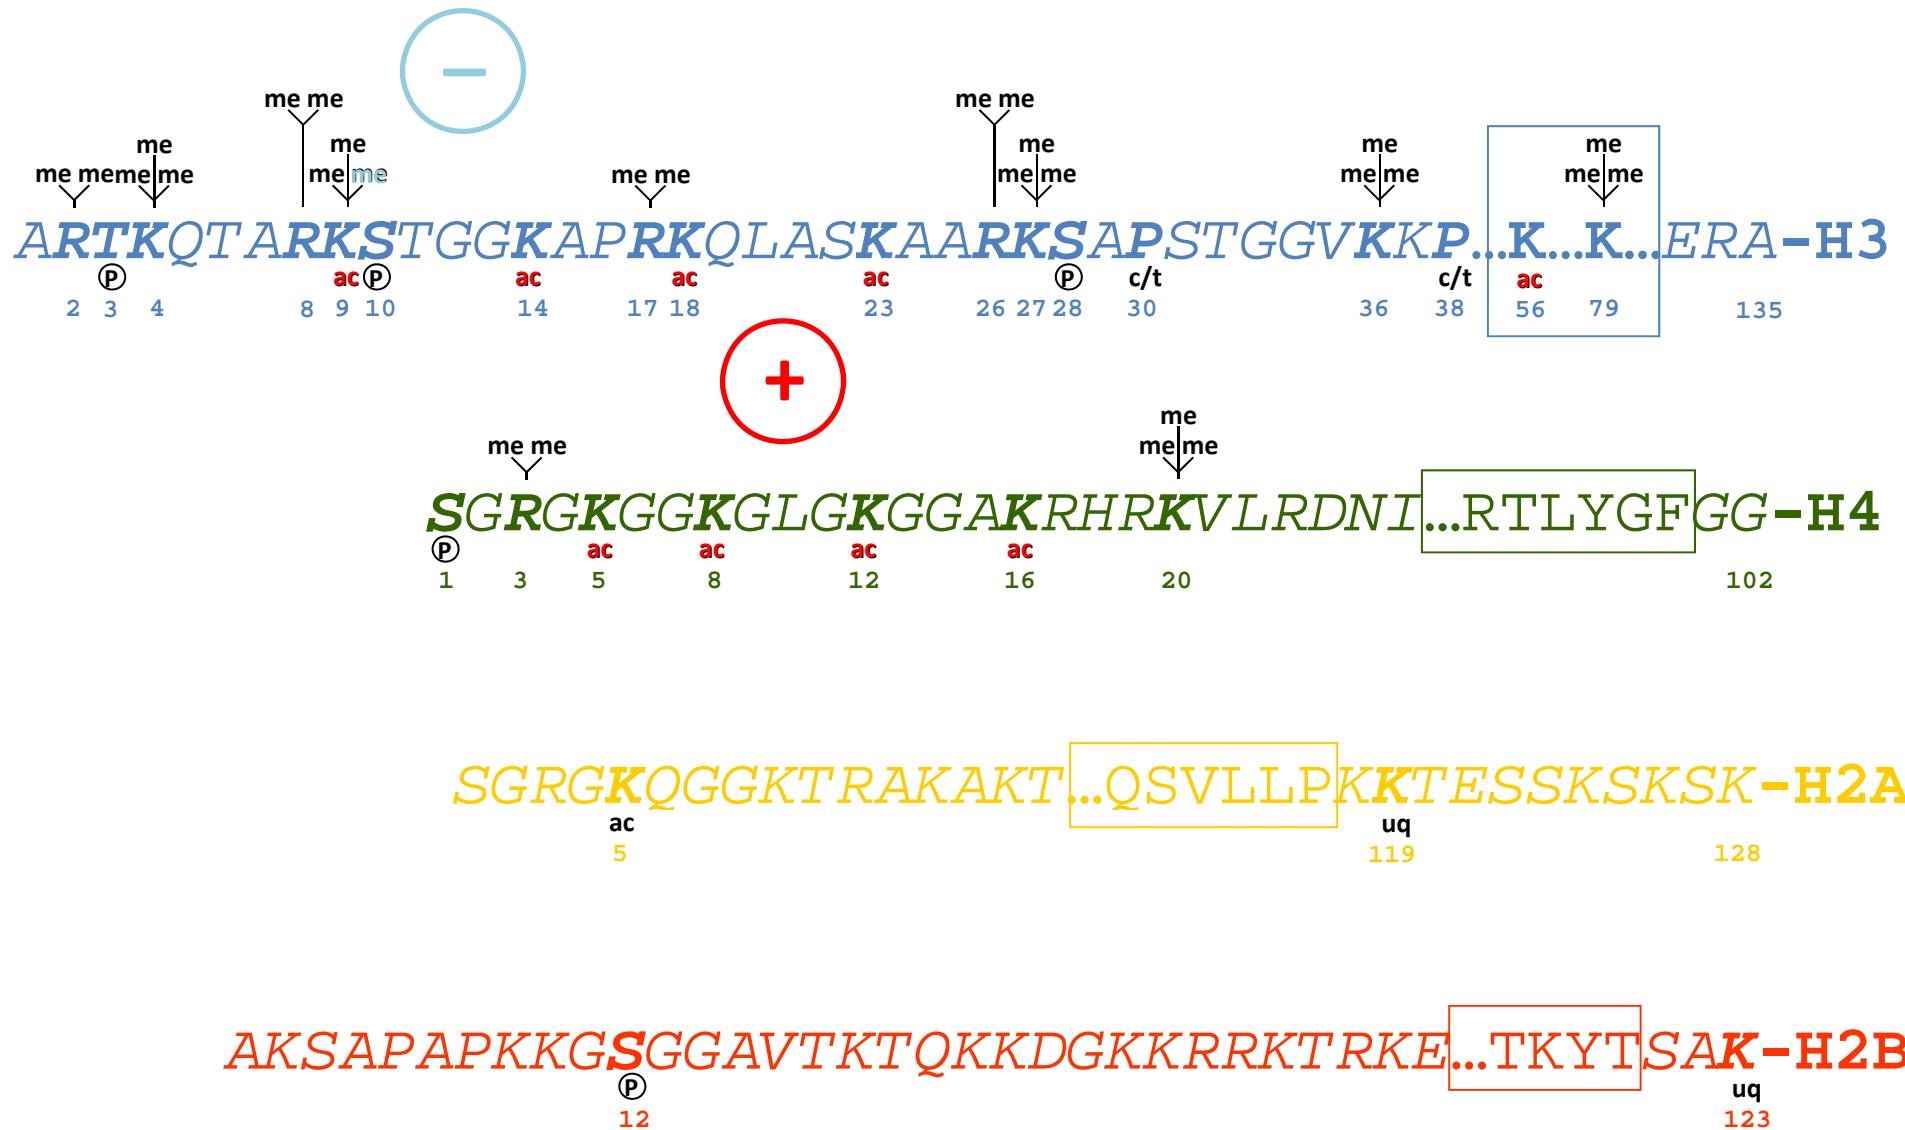 −
me me me me
me me me me
me me me me me me me me me me me me me me me
ARTKQTARKSTGGKAPRKQLASKAARKSAPSTGGVKKP...K...K...ERA-H3
P ac P ac ac ac P c/t c/t ac
2 3 4 8 9 10 14 17 18 23 26 27 28 30 36 38 56 79 135
+
me
me me me me
SGRGKGGKGLGKGGAKRHRKVLRDNI...RTLYGFGG-H4
P ac ac ac ac
1 3 5 8 12 16 20 102
SGRGKQGGKTRAKAKT...QSVLLPKKTESSKSKSK-H2A
ac uq
5 119 128
AKSAPAPKKGSGGAVTKTQKKDGKKRRKTRKE...TKYTSAK-H2B
P uq
12 123